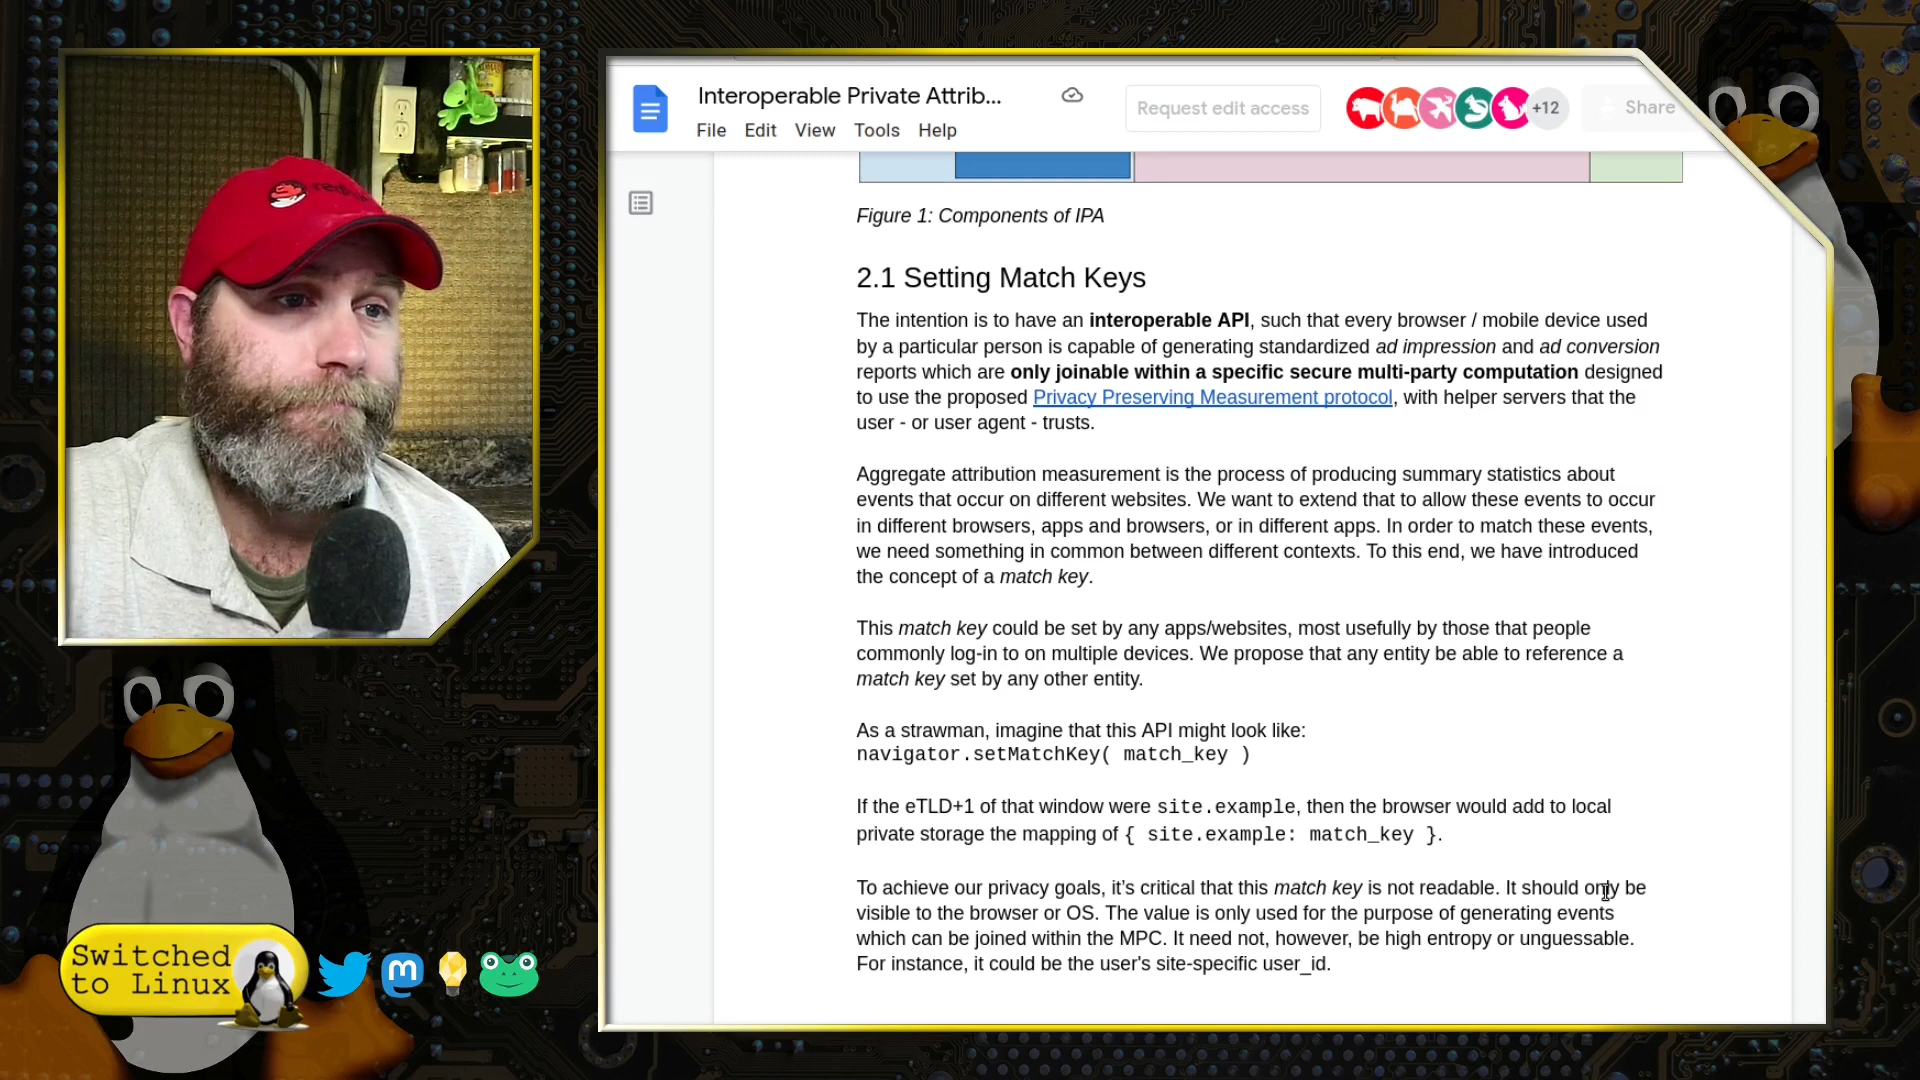 Interoperable Private Attrib...
File Edit View Tools Help
Request edit access
+12
Share
Figure 1: Components of IPA
2.1 Setting Match Keys
The intention is to have an interoperable API, such that every browser / mobile device used
by a particular person is capable of generating standardized ad impression and ad conversion
reports which are only joinable within a specific secure multi-party computation designed
to use the proposed Privacy Preserving Measurement protocol, with helper servers that the
user - or user agent - trusts.
Aggregate attribution measurement is the process of producing summary statistics about
events that occur on different websites. We want to extend that to allow these events to occur
in different browsers, apps and browsers, or in different apps. In order to match these events,
we need something in common between different contexts. To this end, we have introduced
the concept of a match key.
This match key could be set by any apps/websites, most usefully by those that people
commonly log-in to on multiple devices. We propose that any entity be able to reference a
match key set by any other entity.
As a strawman, imagine that this API might look like:
navigator.setMatchKey( match_key )
If the eTLD+1 of that window were site.example, then the browser would add to local
private storage the mapping of { site.example: match_key }.
To achieve our privacy goals, it's critical that this match key is not readable. It should only be
visible to the browser or OS. The value is only used for the purpose of generating events
which can be joined within the MPC. It need not, however, be high entropy or unguessable.
For instance, it could be the user's site-specific user_id.
Switched
to Linux